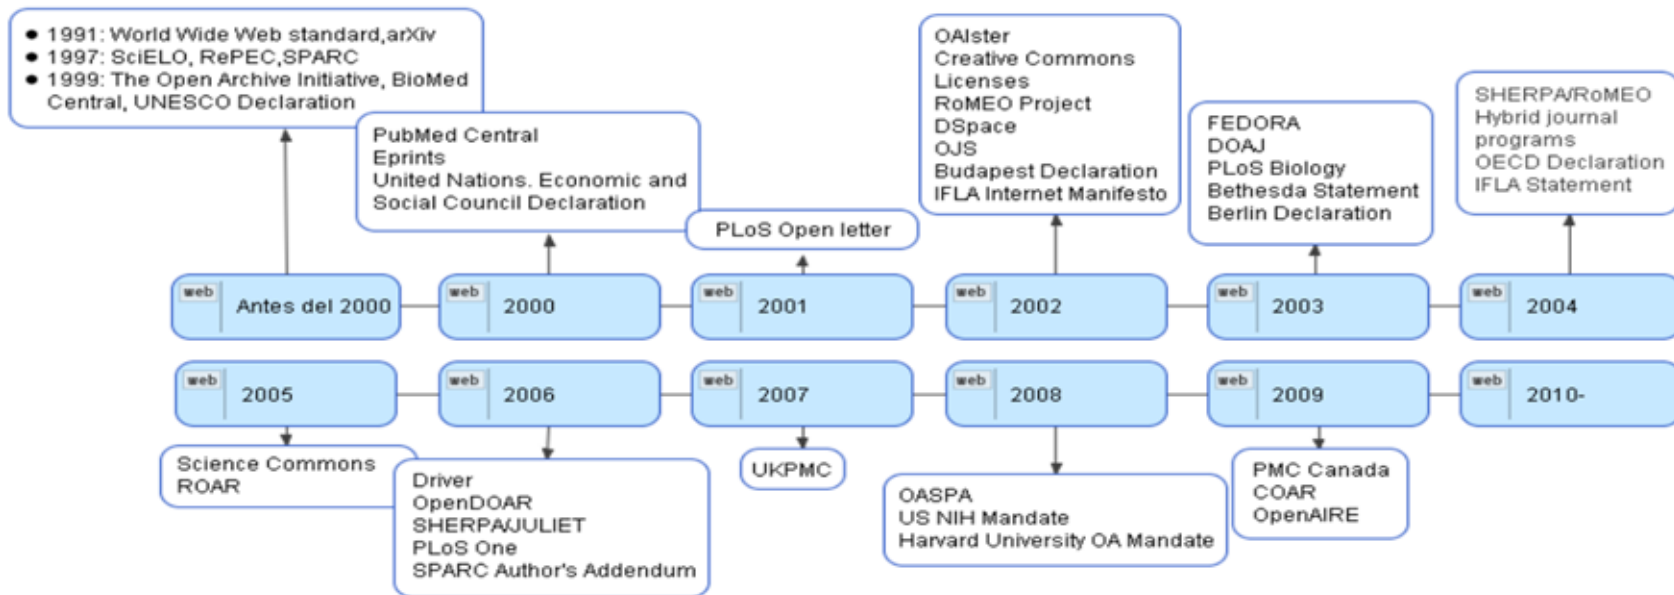 1991: World Wide Web standard,arXiv
1997: SciELO, RePEC,SPARC
1999: The Open Archive Initiative, BioMed
Central, UNESCO Declaration
PubMed Central
Eprints
United Nations. Economic and
Social Council Declaration
PLoS Open letter
OAIster
Creative Commons
Licenses
RoMEO Project
DSpace
OJS
Budapest Declaration
IFLA Internet Manifesto
FEDORA
DOAJ
PLoS Biology
Bethesda Statement
Berlin Declaration
SHERPA/RoMEO
Hybrid journal
programs
OECD Declaration
IFLA Statement
web Antes del 2000
web 2000
web 2001
web 2002
web 2003
web 2004
web 2005
web 2006
web 2007
web 2008
web 2009
web 2010-
Science Commons
ROAR
Driver
OpenDOAR
SHERPA/JULIET
PLoS One
SPARC Author's Addendum
UKPMC
OASPA
US NIH Mandate
Harvard University OA Mandate
PMC Canada
COAR
OpenAIRE